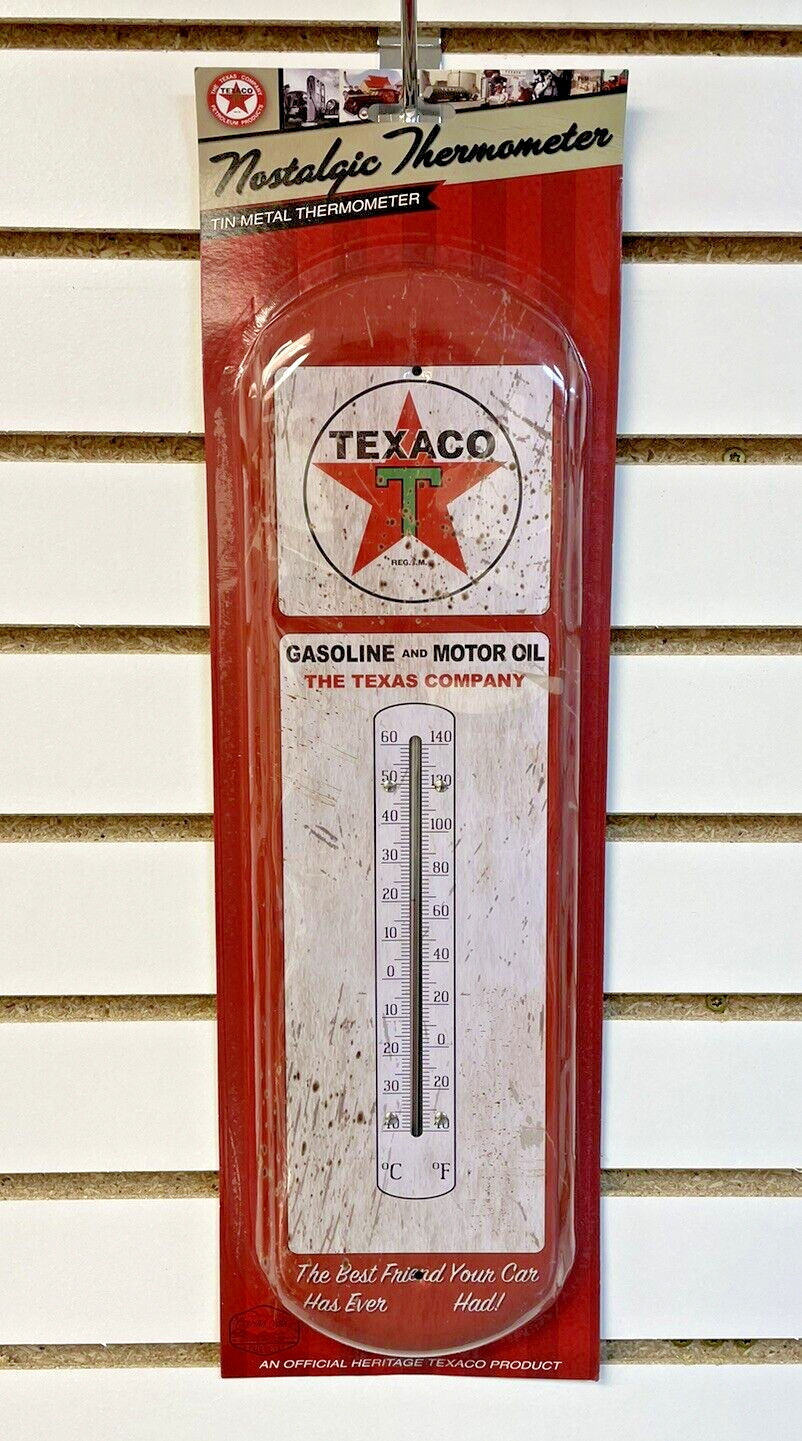 THE TEXAS COMPANY
TEXACO
PETROLEUM PRODUCTS
Nostalgic Thermometer
TIN METAL THERMOMETER
TEXACO
T
REG. T.M.
GASOLINE AND MOTOR OIL
THE TEXAS COMPANY
60 140
50 120
40 100
30 80
20 60
10 40
0 20
10 0
20 20
30 40
40
°C °F
The Best Friend Your Car
Has Ever Had!
AN OFFICIAL HERITAGE TEXACO PRODUCT